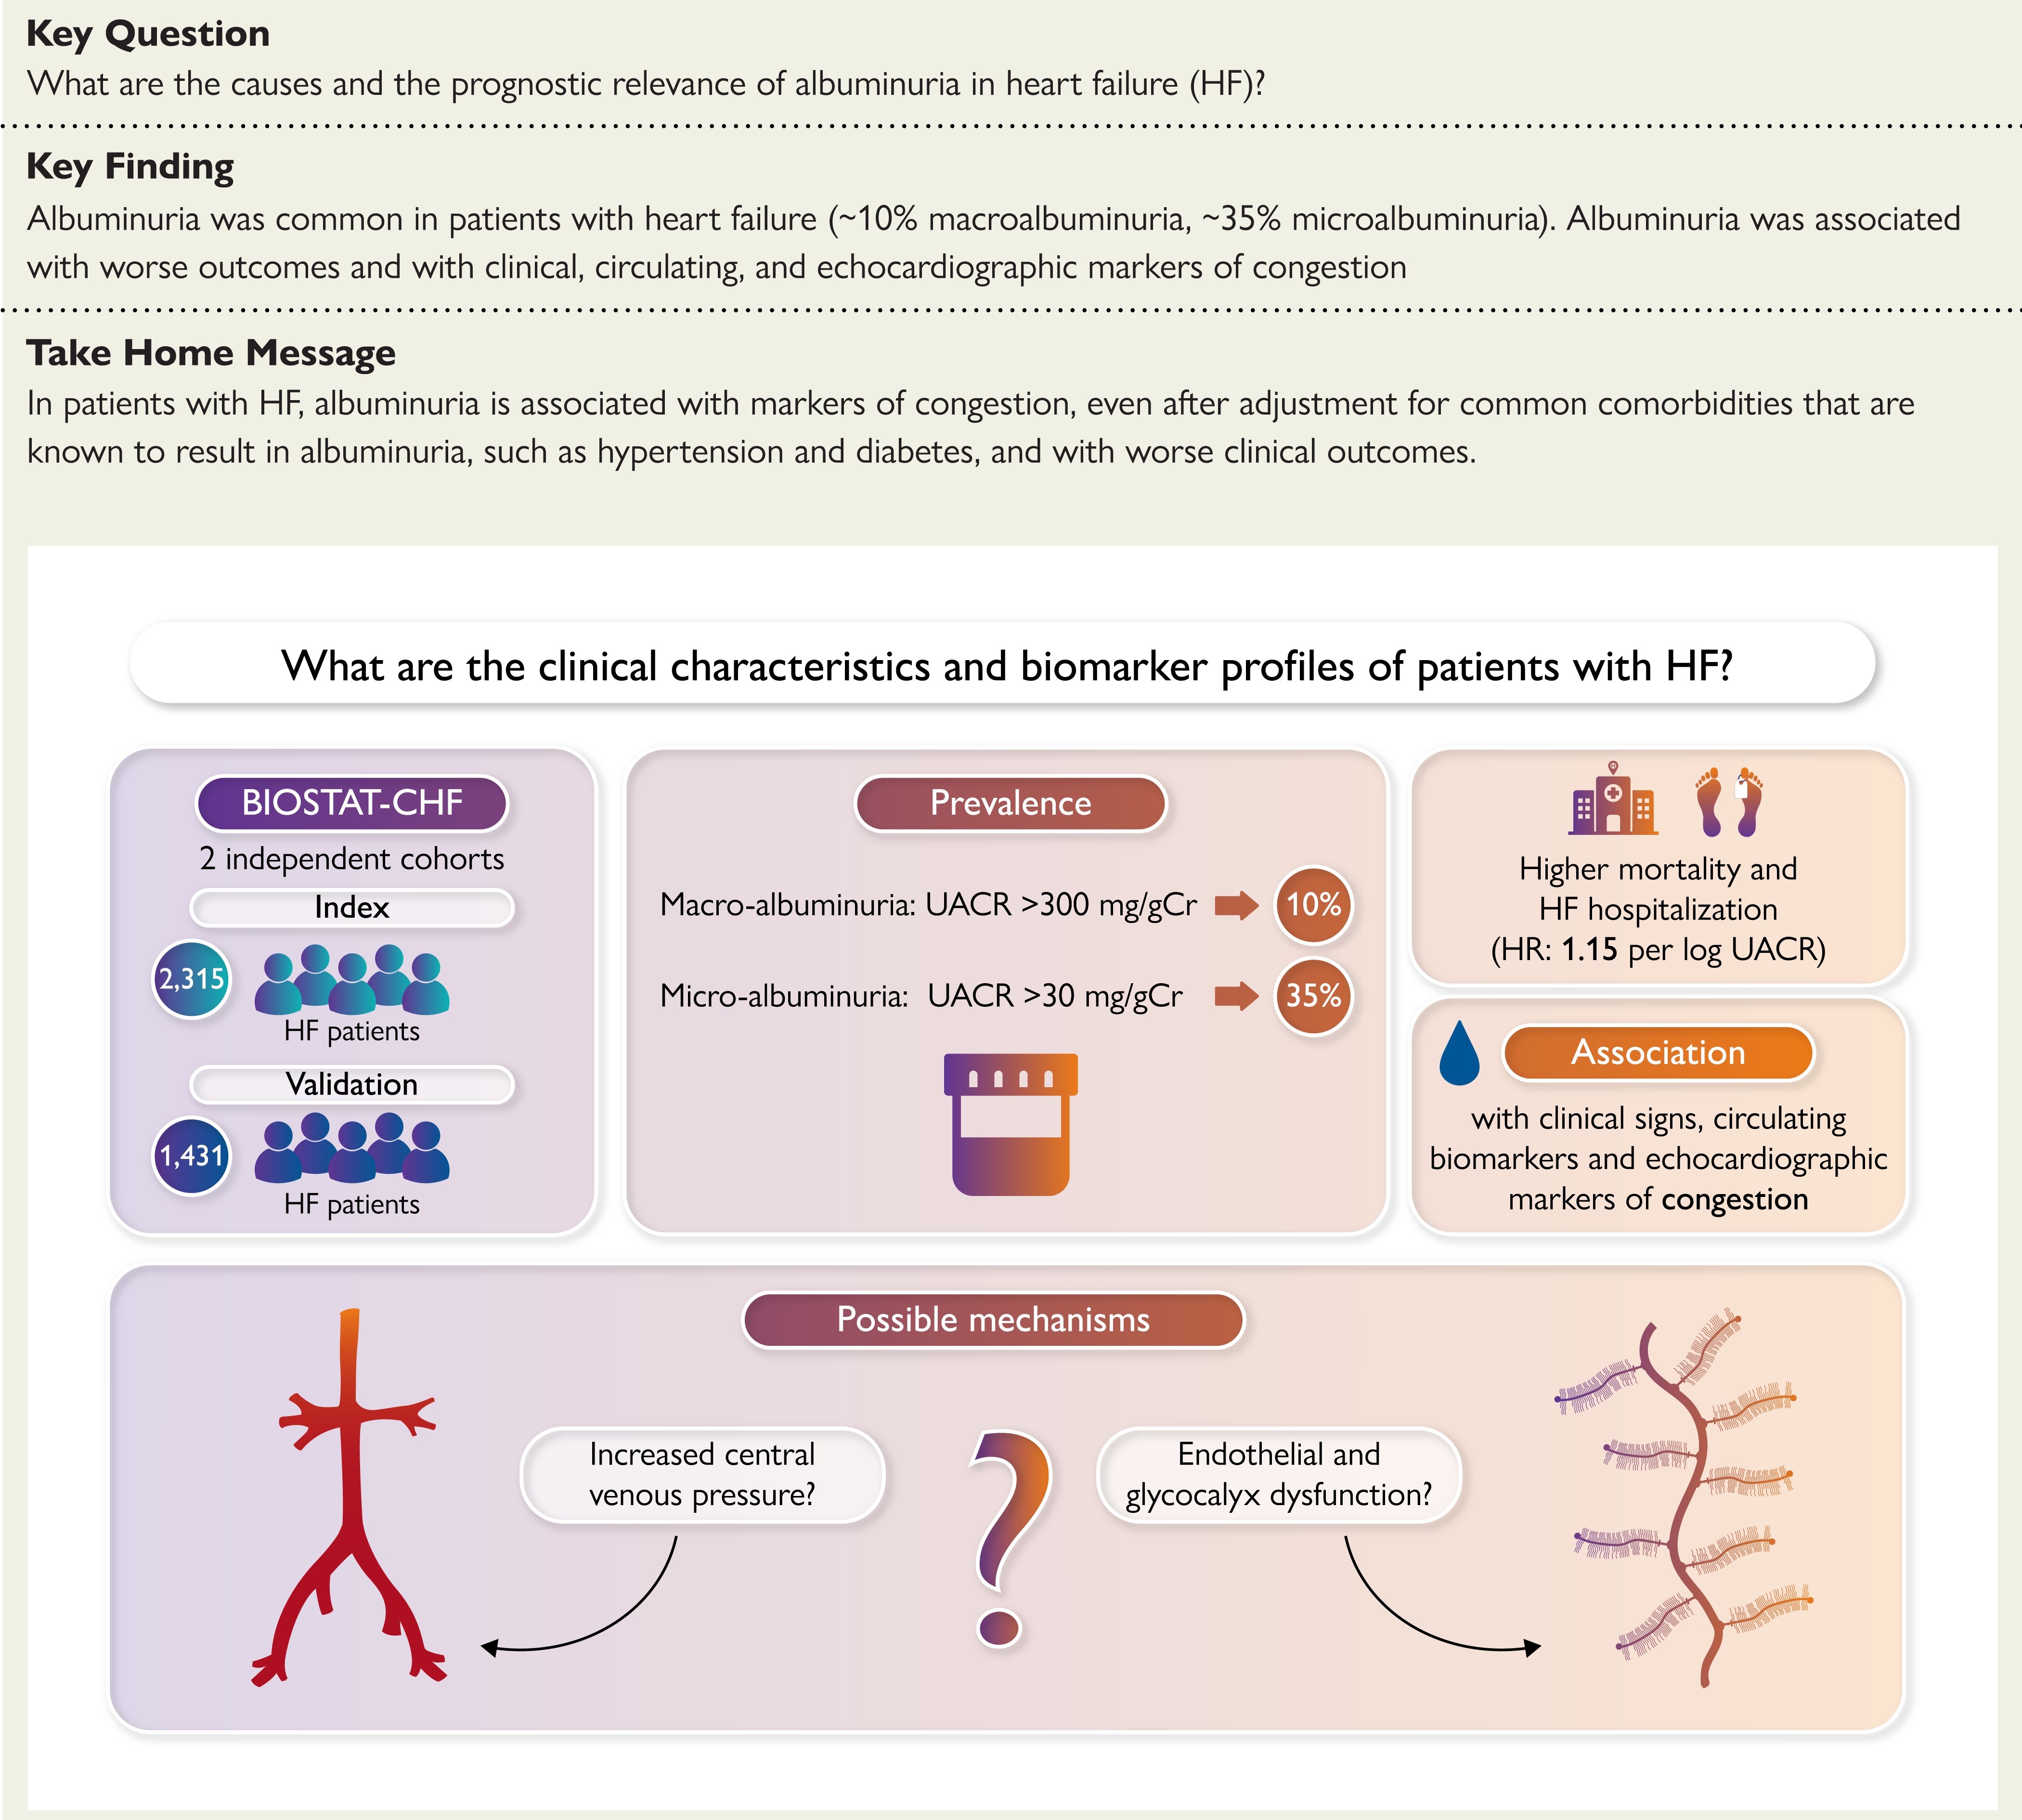 Key Question
What are the causes and the prognostic relevance of albuminuria in heart failure (HF)?
Key Finding
Albuminuria was common in patients with heart failure (~10% macroalbuminuria, ~35% microalbuminuria). Albuminuria was associated
with worse outcomes and with clinical, circulating, and echocardiographic markers of congestion
Take Home Message
In patients with HF, albuminuria is associated with markers of congestion, even after adjustment for common comorbidities that are
known to result in albuminuria, such as hypertension and diabetes, and with worse clinical outcomes.
What are the clinical characteristics and biomarker profiles of patients with HF?
BIOSTAT-CHF
2 independent cohorts
Index
2,315
HF patients
Validation
1,431
HF patients
Prevalence
Macro-albuminuria: UACR >300 mg/gCr
10%
Micro-albuminuria: UACR >30 mg/gCr
35%
Higher mortality and
HF hospitalization
(HR: 1.15 per log UACR)
Association
with clinical signs, circulating
biomarkers and echocardiographic
markers of congestion
Possible mechanisms
Increased central
venous pressure?
?
Endothelial and
glycocalyx dysfunction?